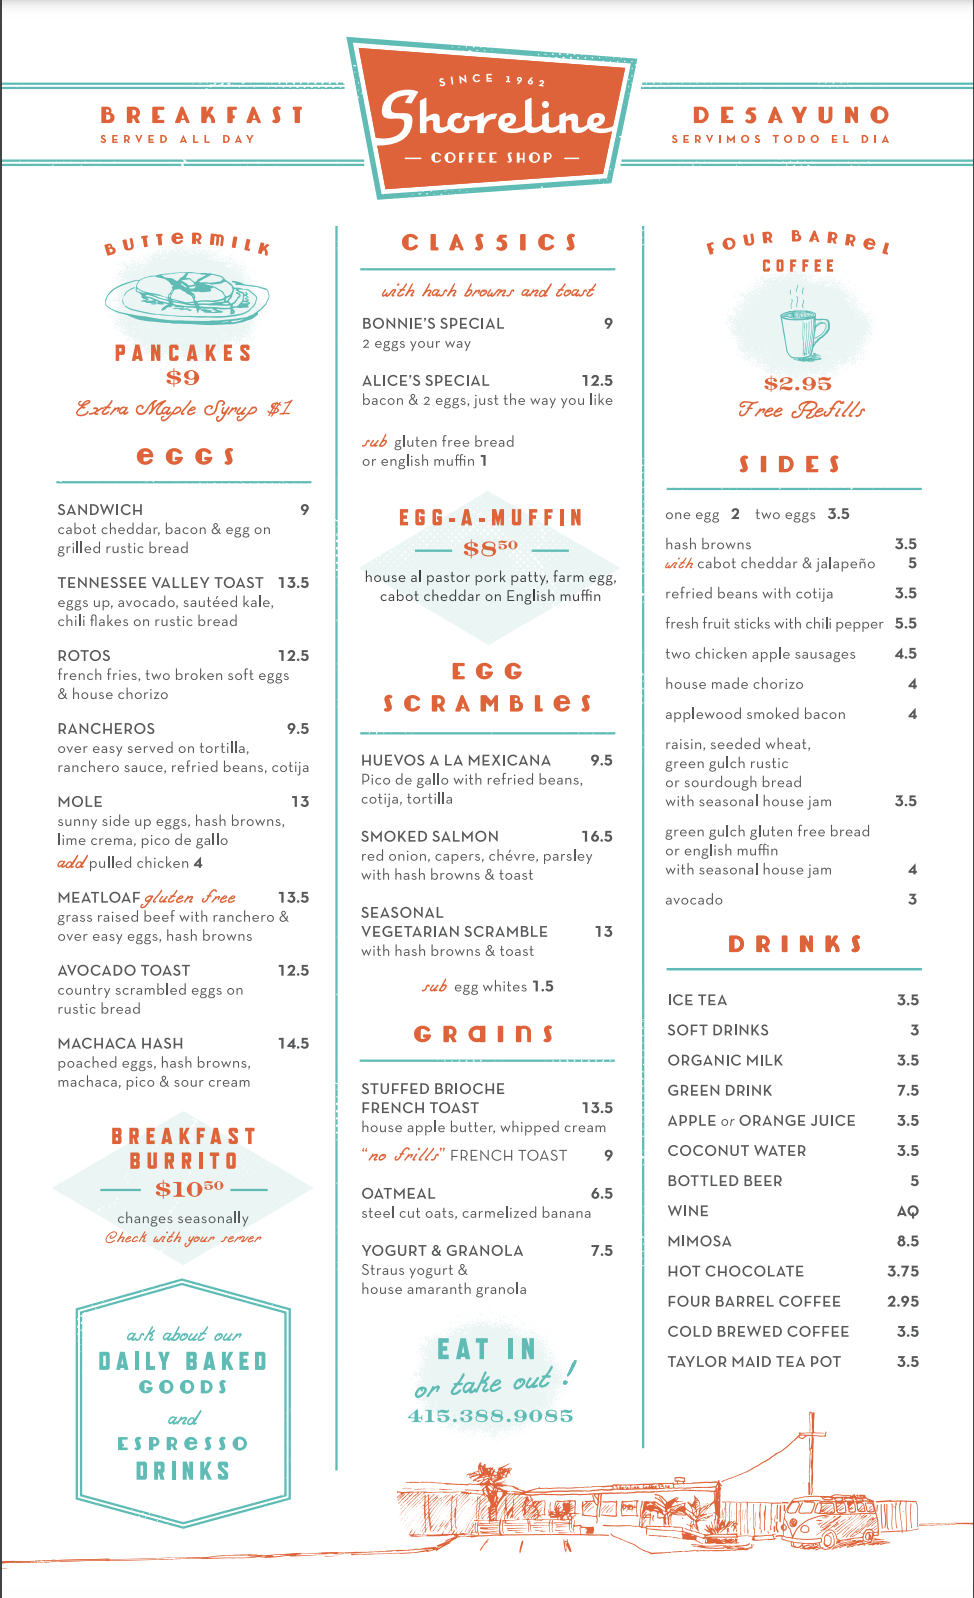 BREAKFAST
SERVED ALL DAY
SINCE 1962
Shoreline
COFFEE SHOP
DESAYUNO
SERVIMOS TODO EL DIA
BUTTERMILK
PANCAKES
$9
Extra Maple Syrup $1
EGGS
SANDWICH 9
cabot cheddar, bacon & egg on
grilled rustic bread
TENNESSEE VALLEY TOAST 13.5
eggs up, avocado, sautéed kale,
chili flakes on rustic bread
ROTOS 12.5
french fries, two broken soft eggs
& house chorizo
RANCHEROS 9.5
over easy served on tortilla,
ranchero sauce, refried beans, cotija
MOLE 13
sunny side up eggs, hash browns,
lime crema, pico de gallo
add pulled chicken 4
MEATLOAF gluten free 13.5
grass raised beef with ranchero &
over easy eggs, hash browns
AVOCADO TOAST 12.5
country scrambled eggs on
rustic bread
MACHACA HASH 14.5
poached eggs, hash browns,
machaca, pico & sour cream
BREAKFAST
BURRITO
$10⁵⁰
changes seasonally
Check with your server
ask about our
DAILY BAKED
GOODS
and
ESPRESSO
DRINKS
CLASSICS
with hash browns and toast
BONNIE'S SPECIAL 9
2 eggs your way
ALICE'S SPECIAL 12.5
bacon & 2 eggs, just the way you like
sub gluten free bread
or english muffin 1
EGG-A-MUFFIN
$8⁵⁰
house al pastor pork patty, farm egg,
cabot cheddar on English muffin
EGG
SCRAMBLES
HUEVOS A LA MEXICANA 9.5
Pico de gallo with refried beans,
cotija, tortilla
SMOKED SALMON 16.5
red onion, capers, chévre, parsley
with hash browns & toast
SEASONAL
VEGETARIAN SCRAMBLE 13
with hash browns & toast
sub egg whites 1.5
GRAINS
STUFFED BRIOCHE
FRENCH TOAST 13.5
house apple butter, whipped cream
"no frills" FRENCH TOAST 9
OATMEAL 6.5
steel cut oats, carmelized banana
YOGURT & GRANOLA 7.5
Straus yogurt &
house amaranth granola
EAT IN
or take out!
415.388.9085
FOUR BARREL
COFFEE
$2.95
Free Refills
SIDES
one egg 2 two eggs 3.5
hash browns 3.5
with cabot cheddar & jalapeño 5
refried beans with cotija 3.5
fresh fruit sticks with chili pepper 5.5
two chicken apple sausages 4.5
house made chorizo 4
applewood smoked bacon 4
raisin, seeded wheat,
green gulch rustic
or sourdough bread
with seasonal house jam 3.5
green gulch gluten free bread
or english muffin
with seasonal house jam 4
avocado 3
DRINKS
ICE TEA 3.5
SOFT DRINKS 3
ORGANIC MILK 3.5
GREEN DRINK 7.5
APPLE or ORANGE JUICE 3.5
COCONUT WATER 3.5
BOTTLED BEER 5
WINE AQ
MIMOSA 8.5
HOT CHOCOLATE 3.75
FOUR BARREL COFFEE 2.95
COLD BREWED COFFEE 3.5
TAYLOR MAID TEA POT 3.5